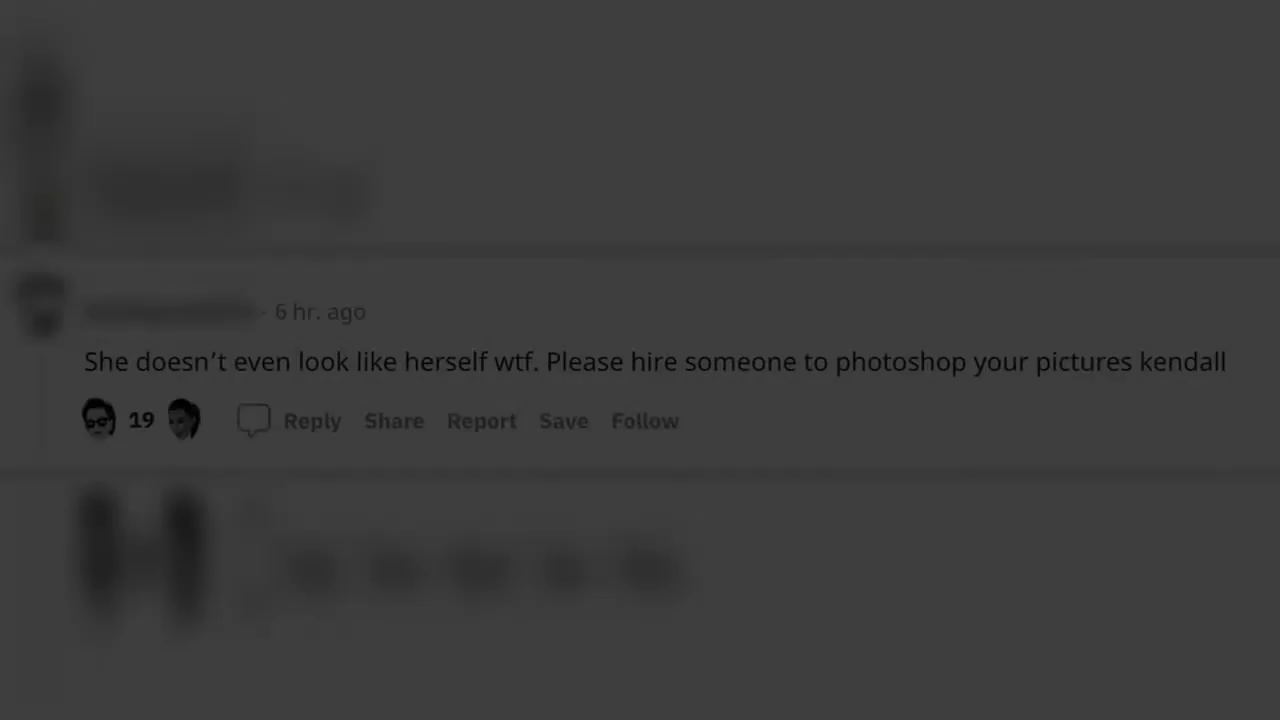 · 6 hr. ago
She doesn’t even look like herself wtf. Please hire someone to photoshop your pictures kendall
19 Reply Share Report Save Follow